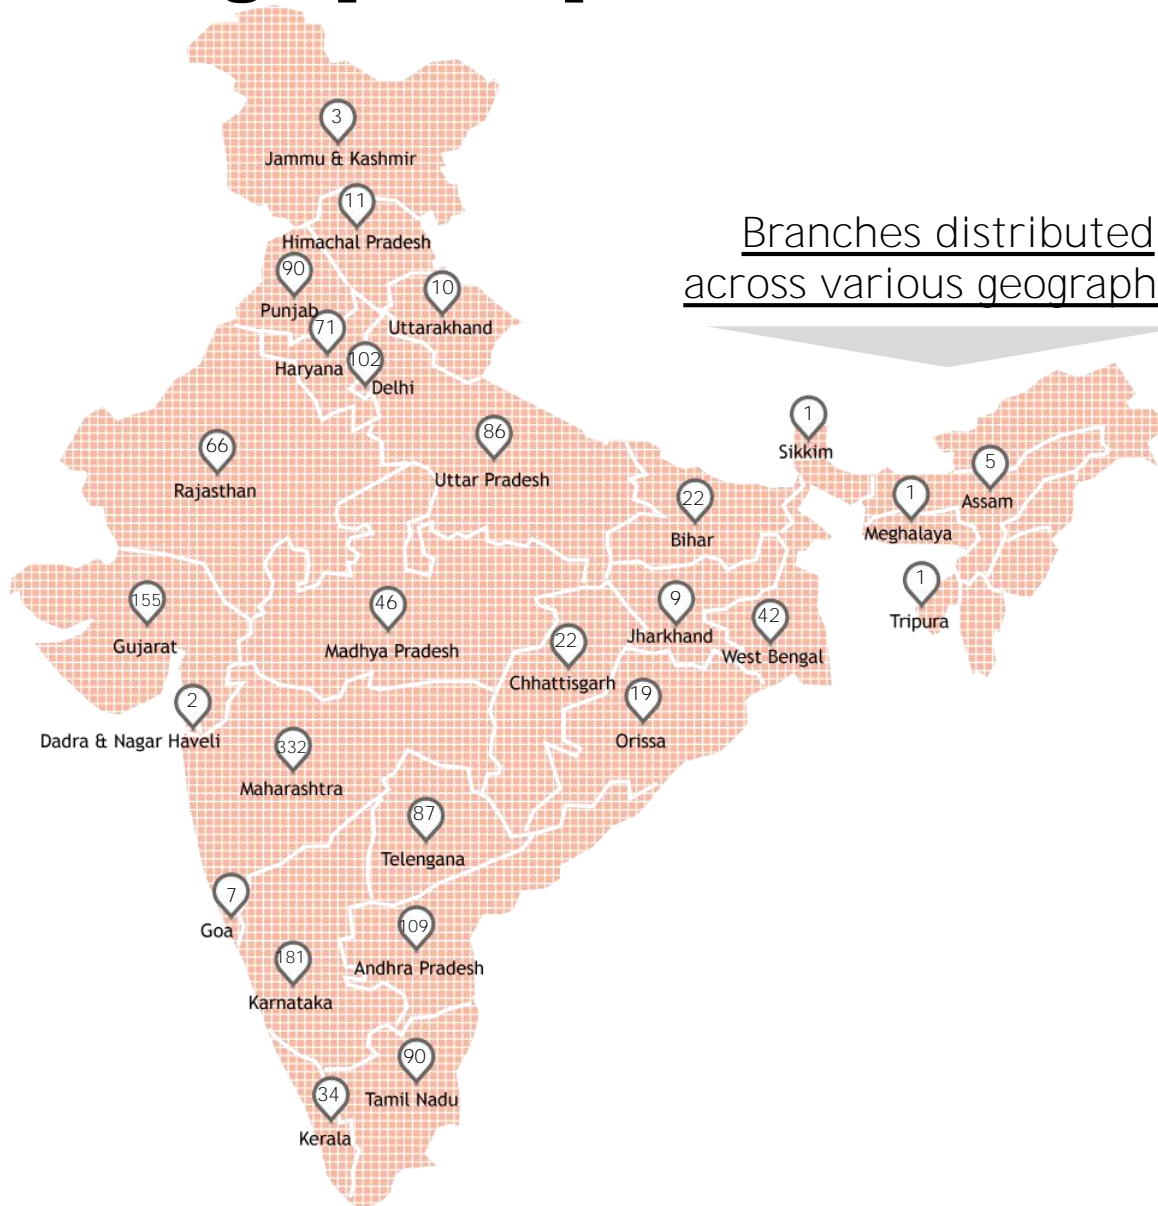 3
Jammu & Kashmir
11
Himachal Pradesh
Branches distributed
across various geograph
90
Punjab
10
Uttarakhand
71
Haryana
102
Delhi
66
Rajasthan
86
Uttar Pradesh
22
Bihar
1
Sikkim
5
Assam
1
Meghalaya
1
Tripura
155
Gujarat
46
Madhya Pradesh
22
Chhattisgarh
9
Jharkhand
42
West Bengal
19
Orissa
2
Dadra & Nagar Haveli
332
Maharashtra
87
Telengana
7
Goa
109
Andhra Pradesh
181
Karnataka
90
Tamil Nadu
34
Kerala